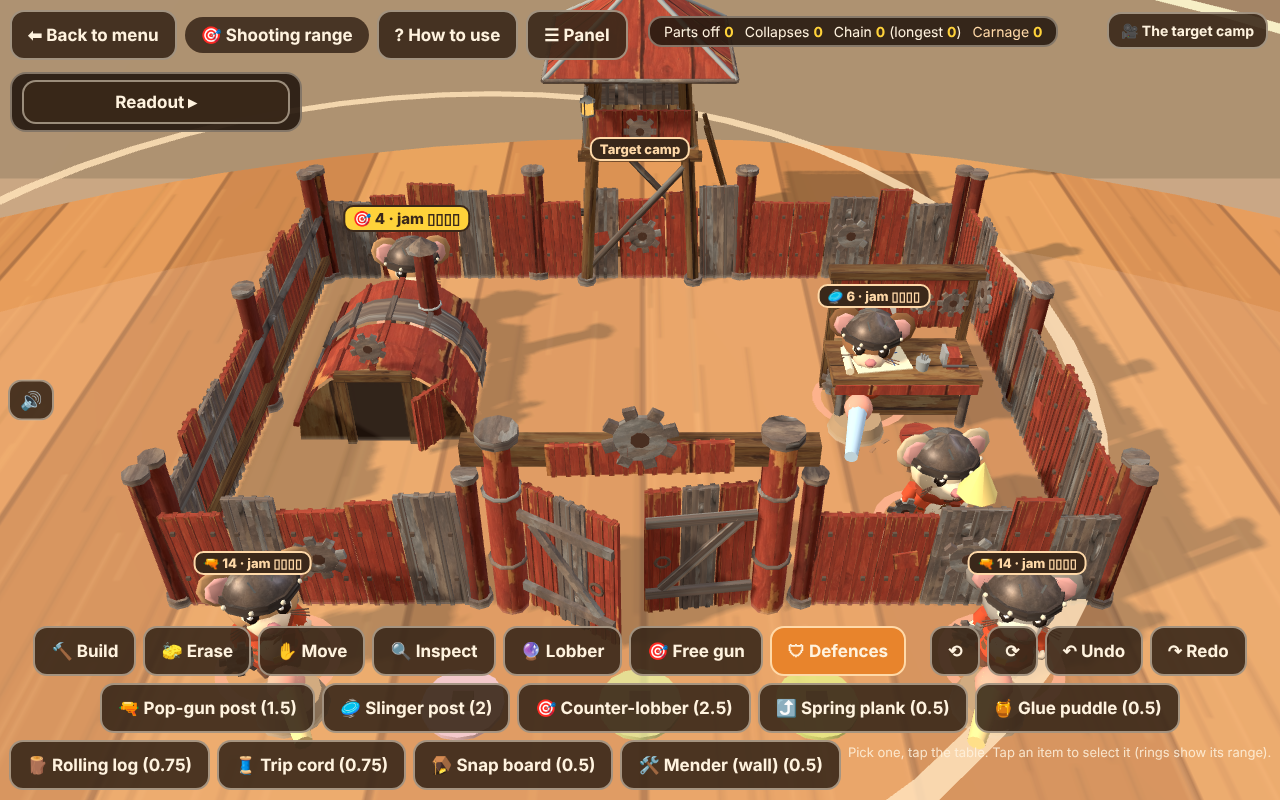 ⬅ Back to menu
🎯 Shooting range
? How to use
☰ Panel
Parts off 0 Collapses 0 Chain 0 (longest 0) Carnage 0
🎥 The target camp
Readout ▸
Target camp
🎯 4 · jam ▯▯▯▯
6 · jam ▯▯▯▯
🔫 14 · jam ▯▯▯▯
🔫 14 · jam ▯▯▯▯
🔨 Build
🧽 Erase
✋ Move
🔍 Inspect
🔮 Lobber
🎯 Free gun
🛡 Defences
⟲
⟳
↶ Undo
↷ Redo
🔫 Pop-gun post (1.5)
Slinger post (2)
🎯 Counter-lobber (2.5)
⤴ Spring plank (0.5)
🍯 Glue puddle (0.5)
🪵 Rolling log (0.75)
🧵 Trip cord (0.75)
🪤 Snap board (0.5)
🛠 Mender (wall) (0.5)
Pick one, tap the table. Tap an item to select it (rings show its range).